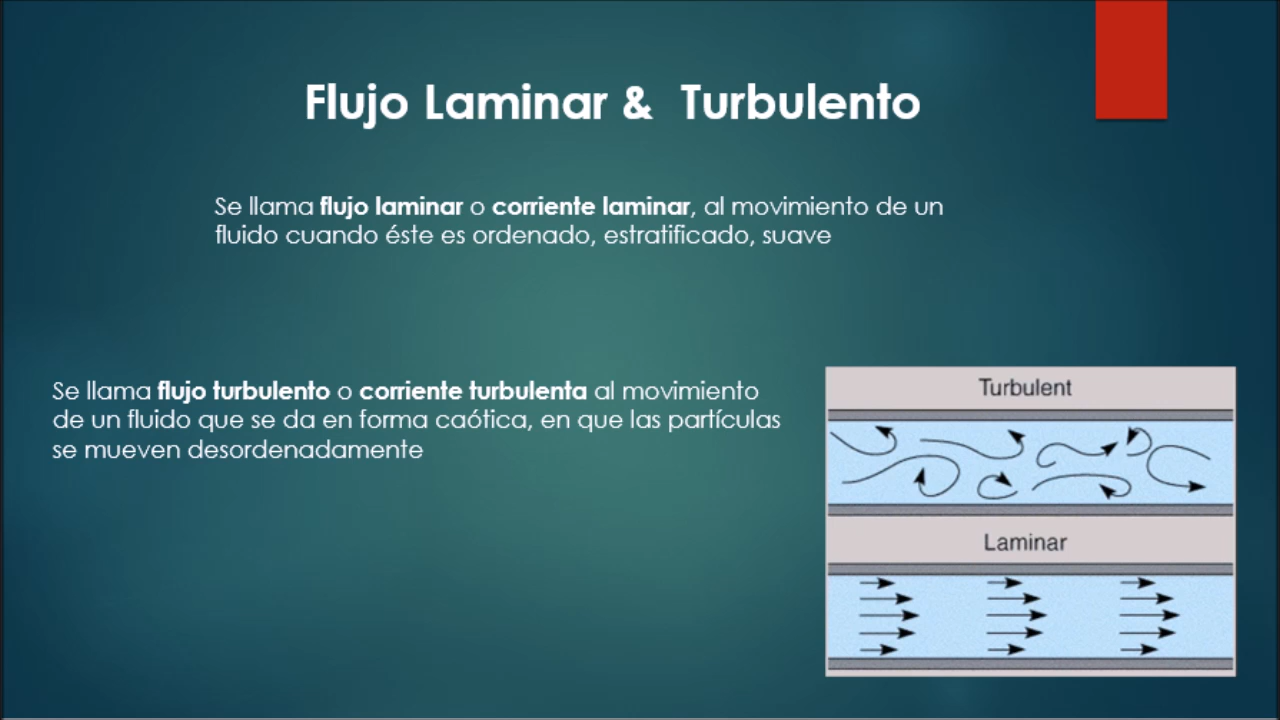 Flujo Laminar & Turbulento
Se llama flujo laminar o corriente laminar, al movimiento de un
fluido cuando éste es ordenado, estratificado, suave
Se llama flujo turbulento o corriente turbulenta al movimiento
de un fluido que se da en forma caótica, en que las partículas
se mueven desordenadamente
Turbulent
Laminar